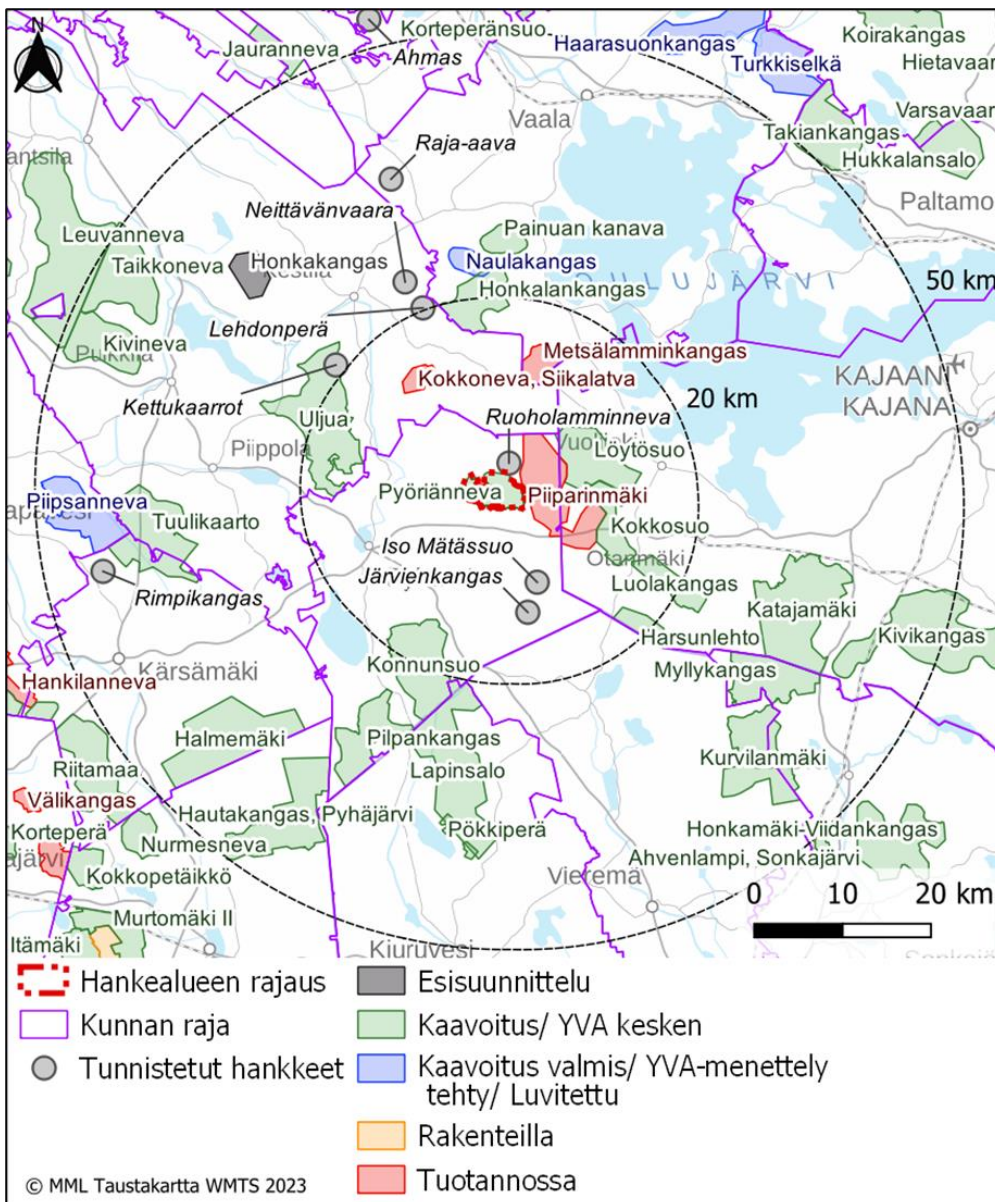 N
Korteperänsuo
Jauranneva
Ahmas
Haarasuonkangas
Turkkiselkä
Koirakangas
Hietavaar
Vaala
Varsavaar
Takiankangas
Hukkalansalo
Raja-aava
antsila
Paltamo
Neittävänvaara
Painuan kanava
Leuvanneva
Taikkoneva
Honkakangas
Naulakangas
OULUJÄRVI
50 km
Honkalankangas
Lehdonperä
Kivineva
Metsälamminkangas
Kokkoneva, Siikalatva
KAJAANI
KAJANA
20 km
Kettukaarrot
Ruoholamminneva
Uljua
Piippola
Löytösuo
Pyöriänneva
Piiparinmäki
Piipsanneva
Tuulikaarto
Kokkosuo
Iso Mätässuo
Otanmäki
Järvienkangas
Luolakangas
Rimpikangas
Katajamäki
Harsunlehto
Kivikangas
Kärsämäki
Konnunsuo
Myllykangas
Hankilanneva
Halmemäki
Pilpankangas
Kurvilanmäki
Riitamaa
Lapinsalo
Välikangas
Hautakangas, Pyhäjärvi
Korteperä
Pökkiperä
Honkamäki-Viidankangas
Nurmesneva
Ahvenlampi, Sonkajärvi
ajärvi
Kokkopetäikkö
Vieremä
0 10 20 km
Murtomäki II
Itämäki
Kiuruvesi
Hankealueen rajaus
Kunnan raja
Tunnistetut hankkeet
Esisuunnittelu
Kaavoitus/ YVA kesken
Kaavoitus valmis/ YVA-menettely
tehty/ Luvitettu
Rakenteilla
Tuotannossa
© MML Taustakartta WMTS 2023